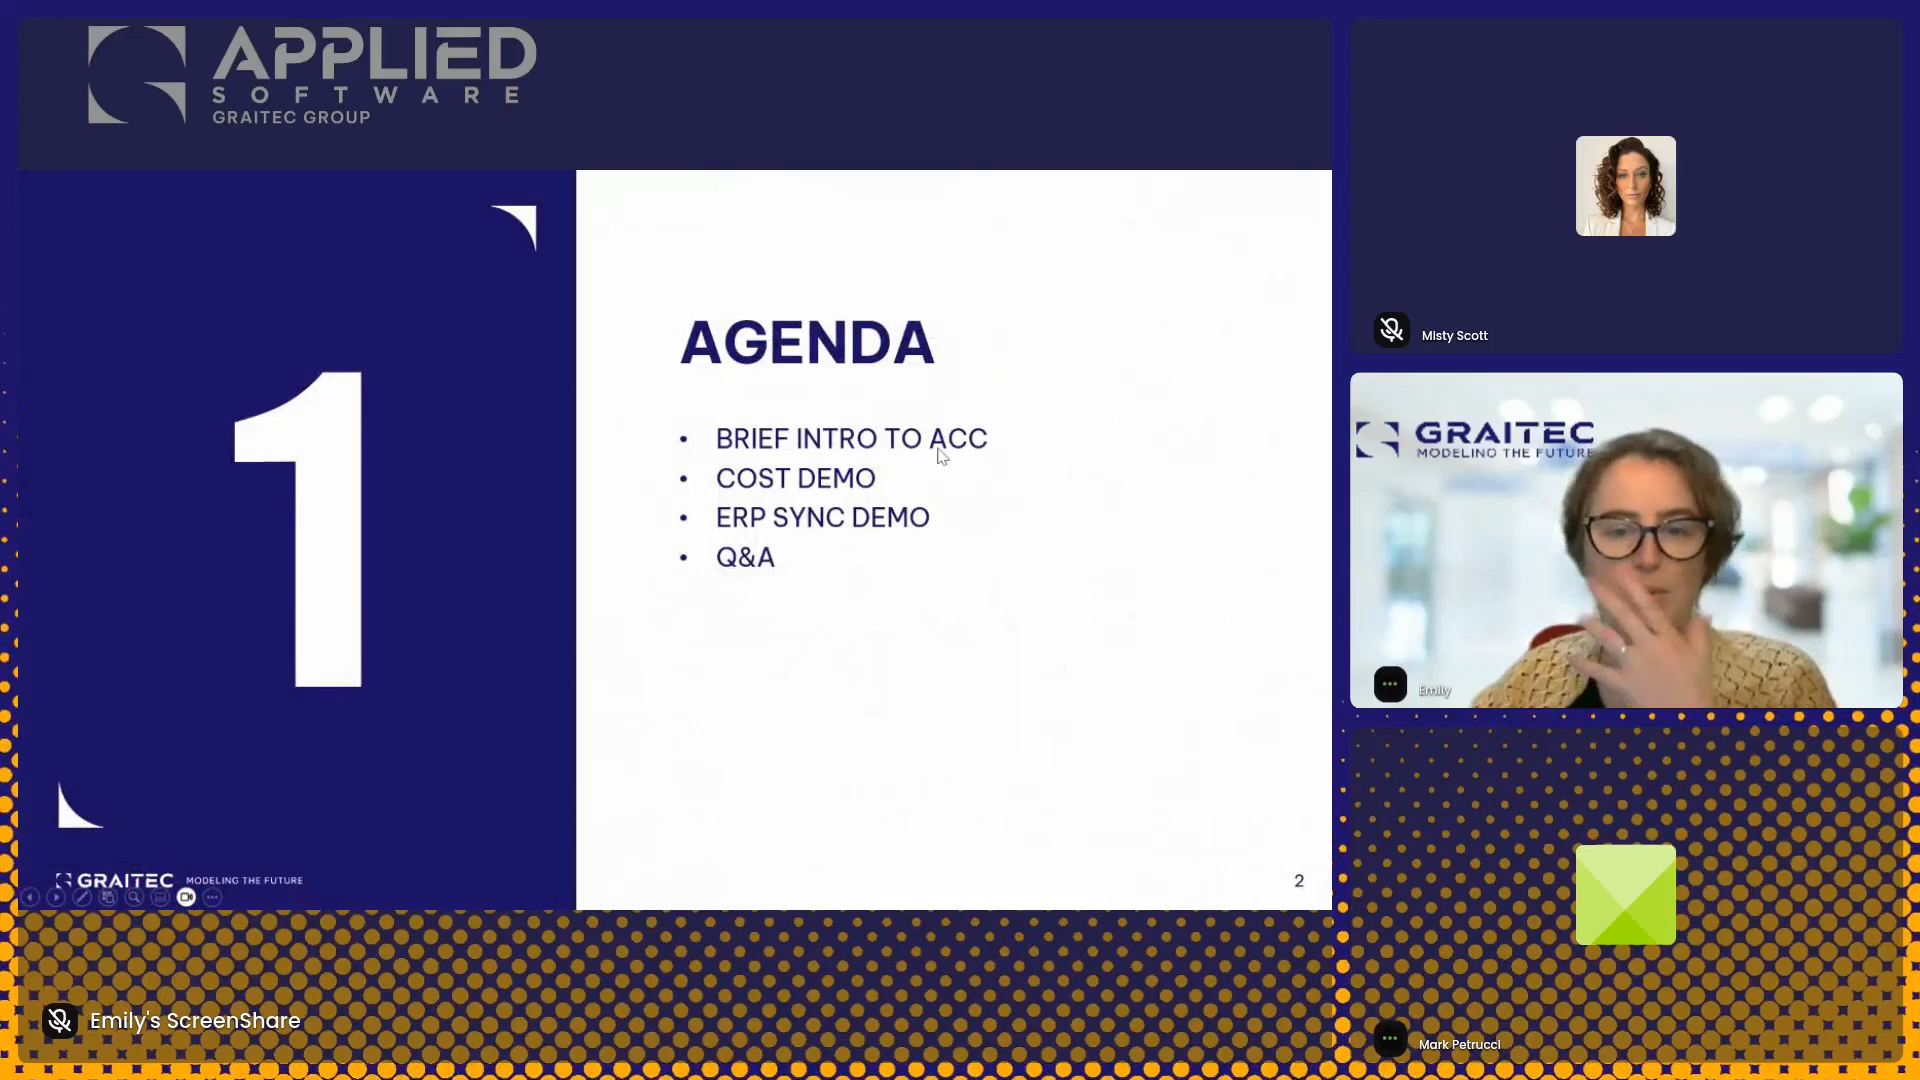 APPLIED
SOFTWARE
GRAITEC GROUP
1
AGENDA
• BRIEF INTRO TO ACC
• COST DEMO
• ERP SYNC DEMO
• Q&A
GRAITEC MODELING THE FUTURE
2
Emily's ScreenShare
Misty Scott
GRAITEC
MODELING THE FUTURE
Emily
Mark Petrucci